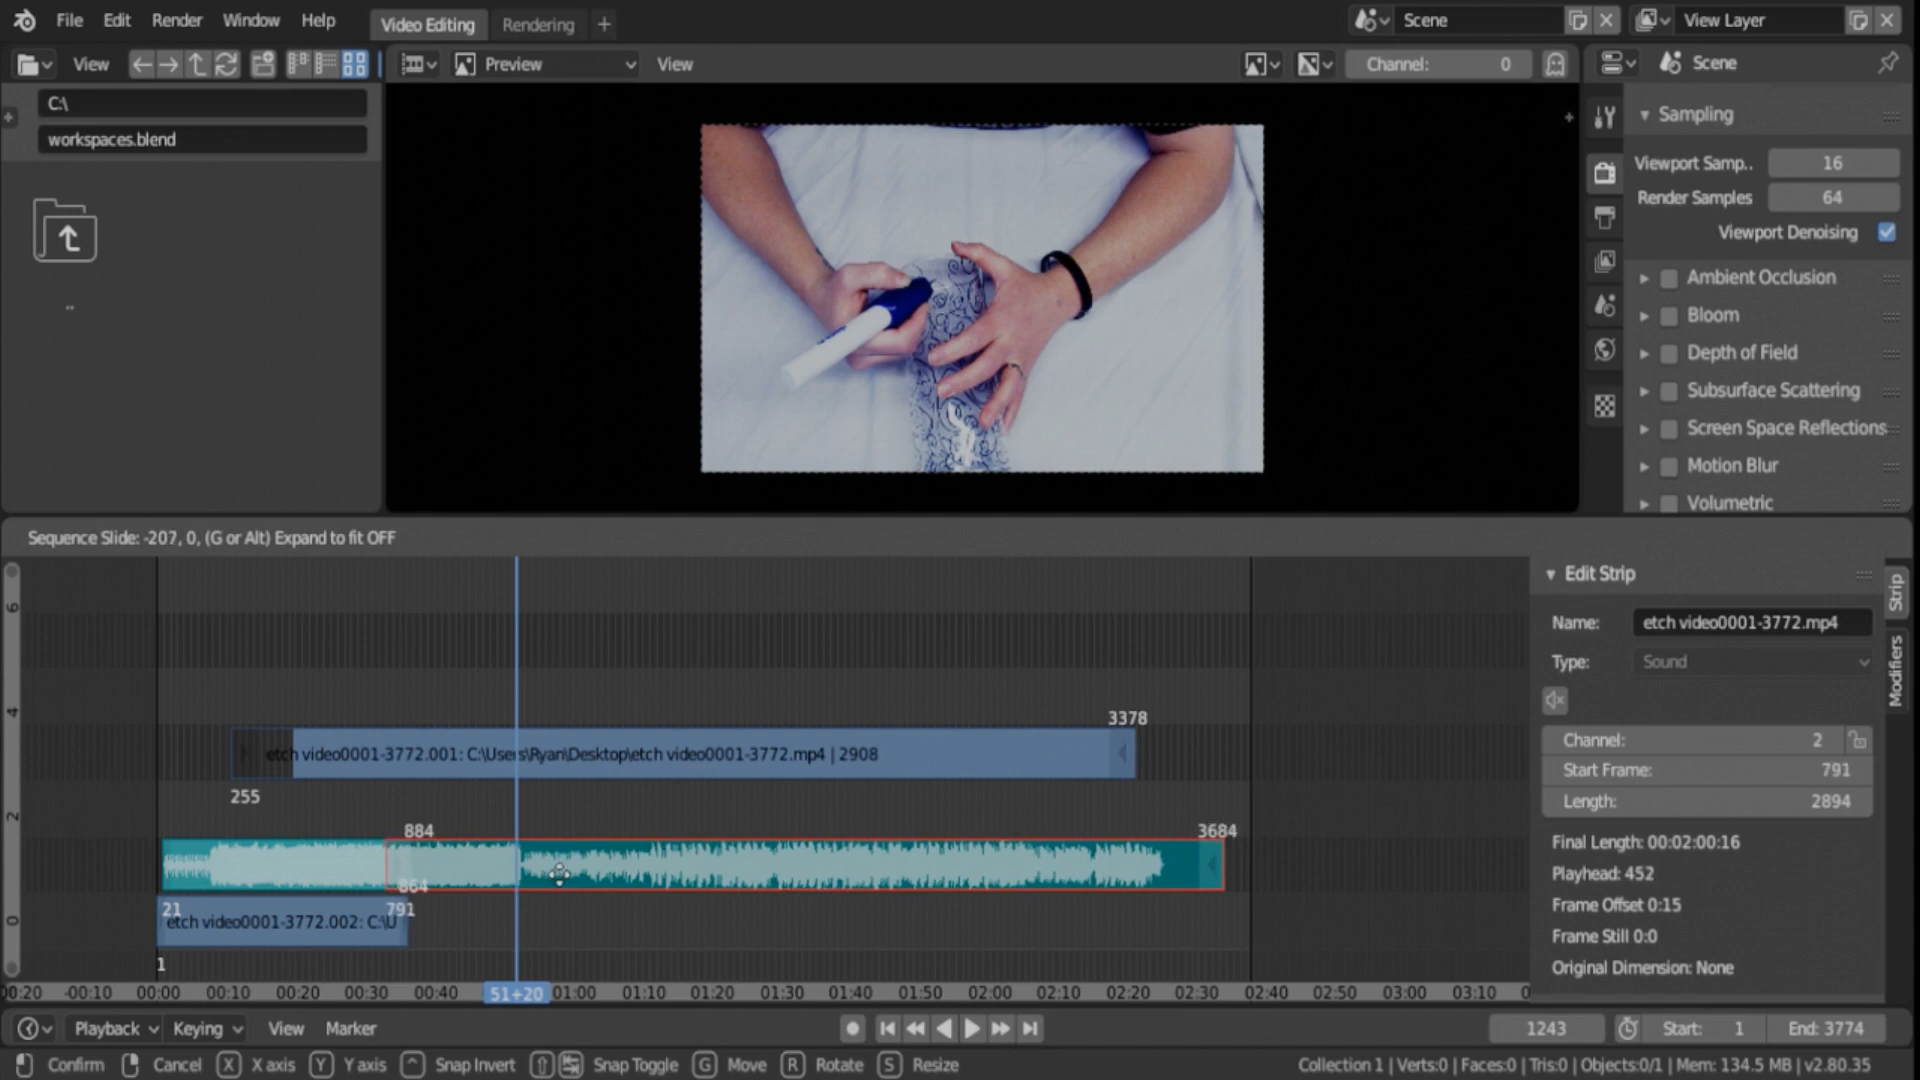 File Edit Render Window Help Video Editing Rendering + Scene View Layer
View Preview View Channel: 0 Scene
C:\
workspaces.blend
..
Sampling
Viewport Samp.. 16
Render Samples 64
Viewport Denoising
Ambient Occlusion
Bloom
Depth of Field
Subsurface Scattering
Screen Space Reflections
Motion Blur
Volumetric
Sequence Slide: -207, 0, (G or Alt) Expand to fit OFF
6
4
2
0
3378
etch video0001-3772.001: C:\Users\Ryan\Desktop\etch video0001-3772.mp4 | 2908
255
884 3684
864
21 791
etch video0001-3772.002: C:\U
1
00:20 -00:10 00:00 00:10 00:20 00:30 00:40 51+20 01:00 01:10 01:20 01:30 01:40 01:50 02:00 02:10 02:20 02:30 02:40 02:50 03:00 03:10 0
Edit Strip
Name: etch video0001-3772.mp4
Type: Sound
Channel: 2
Start Frame: 791
Length: 2894
Final Length: 00:02:00:16
Playhead: 452
Frame Offset 0:15
Frame Still 0:0
Original Dimension: None
Strip
Modifiers
Playback Keying View Marker 1243 Start: 1 End: 3774
Confirm Cancel X X axis Y Y axis ^ Snap Invert Snap Toggle G Move R Rotate S Resize Collection 1 | Verts:0 | Faces:0 | Tris:0 | Objects:0/1 | Mem: 134.5 MB | v2.80.35